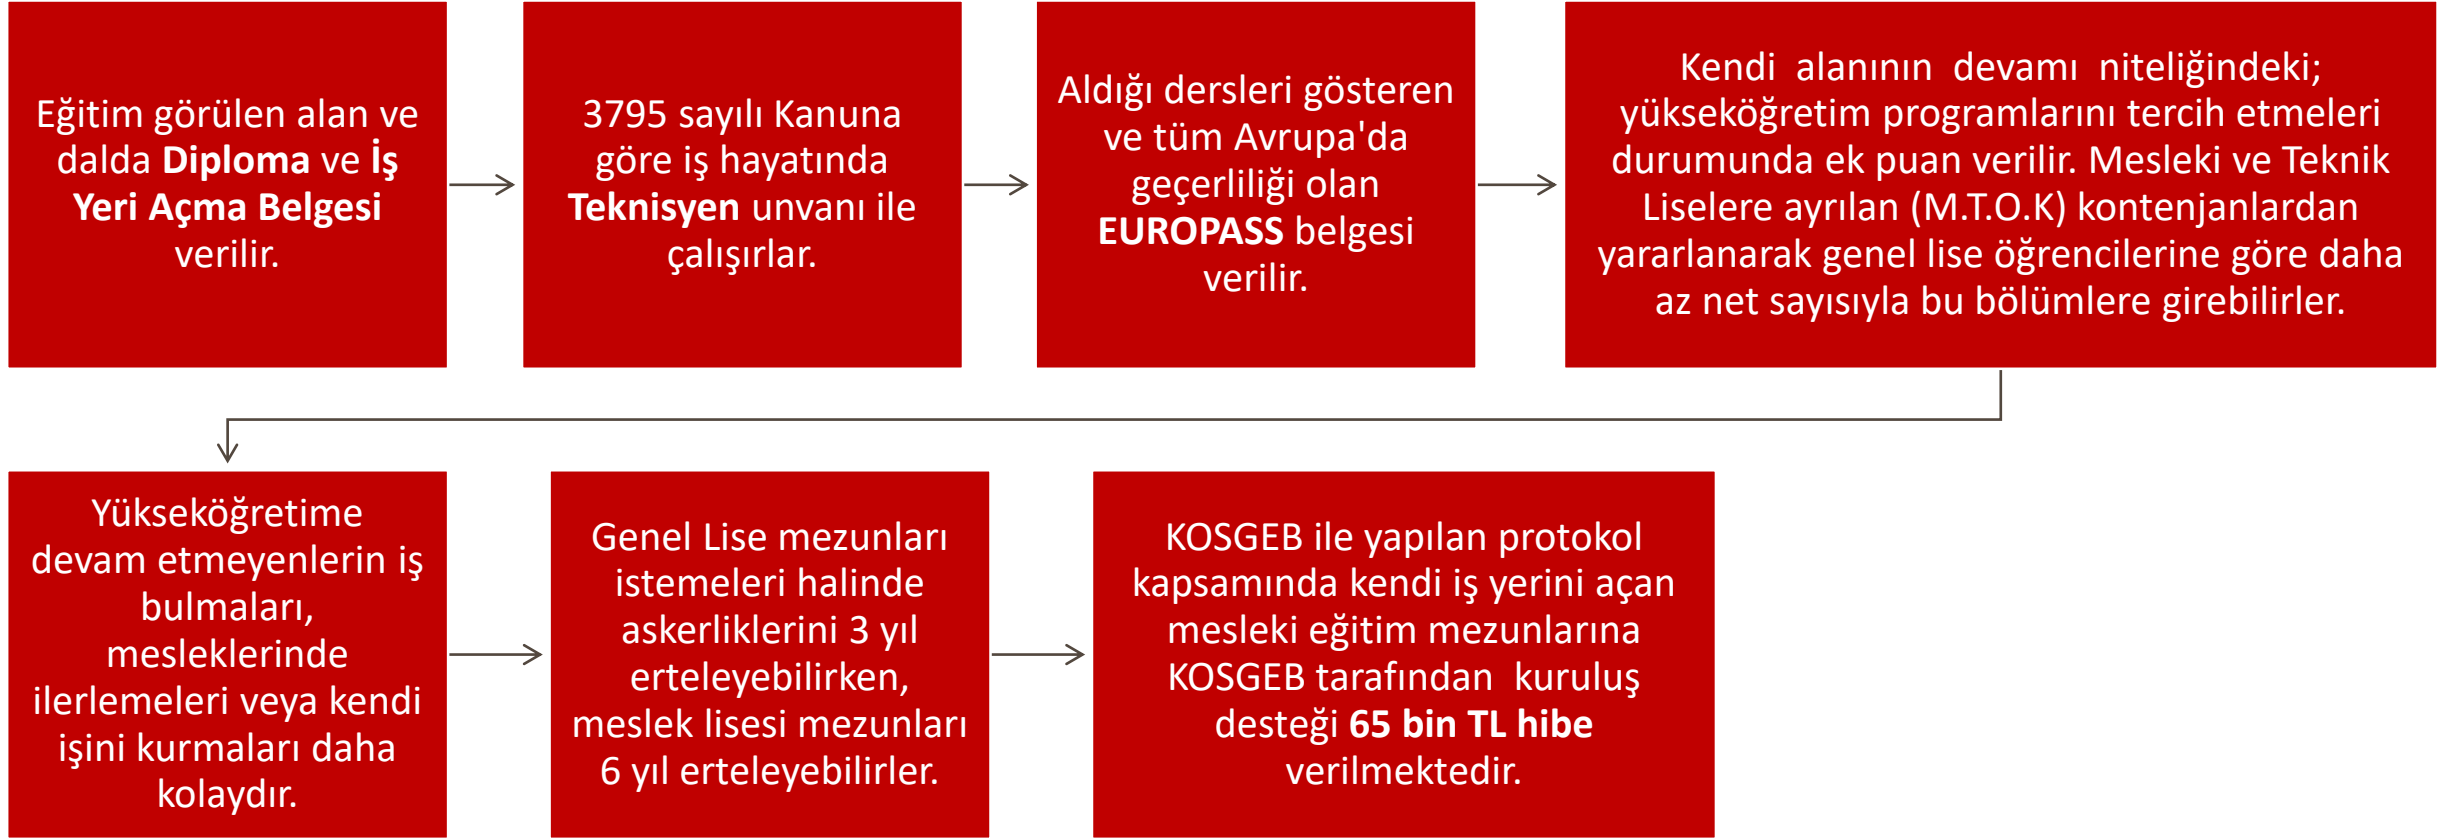 Eğitim görülen alan ve
dalda Diploma ve İş
Yeri Açma Belgesi
verilir.
3795 sayılı Kanuna
göre iş hayatında
Teknisyen unvanı ile
çalışırlar.
Aldığı dersleri gösteren
ve tüm Avrupa'da
geçerliliği olan
EUROPASS belgesi
verilir.
Kendi alanının devamı niteliğindeki;
yükseköğretim programlarını tercih etmeleri
durumunda ek puan verilir. Mesleki ve Teknik
Liselere ayrılan (M.T.O.K) kontenjanlardan
yararlanarak genel lise öğrencilerine göre daha
az net sayısıyla bu bölümlere girebilirler.
Yükseköğretime
devam etmeyenlerin iş
bulmaları,
mesleklerinde
ilerlemeleri veya kendi
işini kurmaları daha
kolaydır.
Genel Lise mezunları
istemeleri halinde
askerliklerini 3 yıl
erteleyebilirken,
meslek lisesi mezunları
6 yıl erteleyebilirler.
KOSGEB ile yapılan protokol
kapsamında kendi iş yerini açan
mesleki eğitim mezunlarına
KOSGEB tarafından kuruluş
desteği 65 bin TL hibe
verilmektedir.